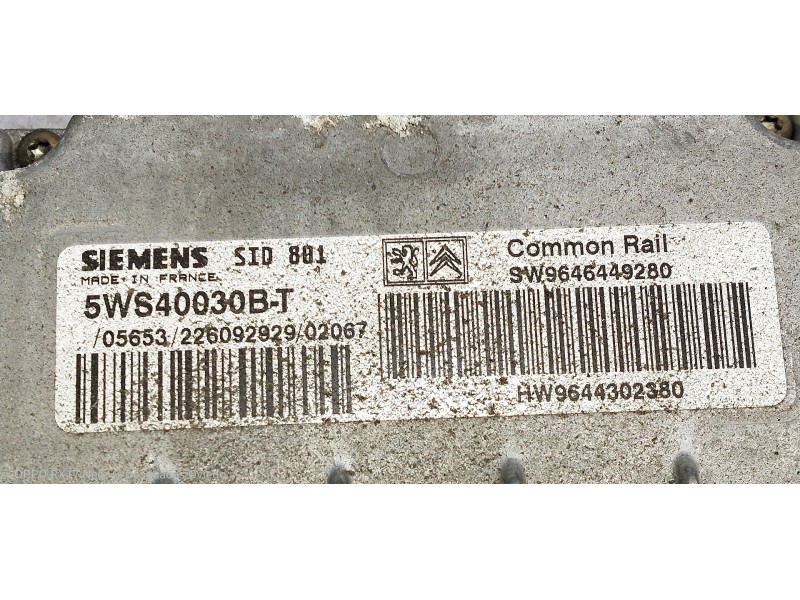 SIEMENS SID 801
MADE IN FRANCE
5WS40030B-T
/05653/226092929/02067
Common Rail
SW9646449280
HW9644302380